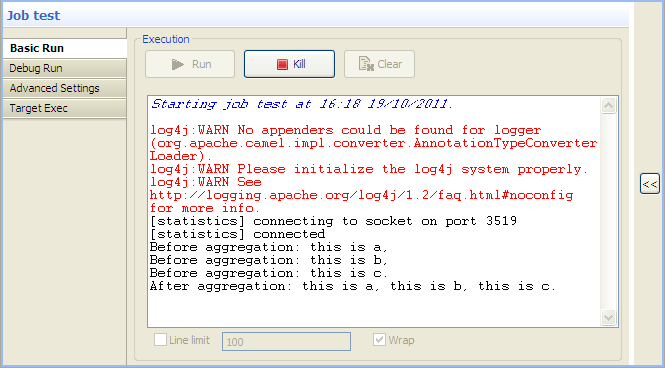 Job test
Basic Run
Debug Run
Advanced Settings
Target Exec
Execution
Run
Kill
Clear
Starting job test at 16:18 19/10/2011.
log4j:WARN No appenders could be found for logger
(org.apache.camel.impl.converter.AnnotationTypeConverter
Loader).
log4j:WARN Please initialize the log4j system properly.
log4j:WARN See
http://logging.apache.org/log4j/1.2/faq.html#noconfig
for more info.
[statistics] connecting to socket on port 3519
[statistics] connected
Before aggregation: this is a,
Before aggregation: this is b,
Before aggregation: this is c.
After aggregation: this is a, this is b, this is c.
Line limit
100
Wrap
<<